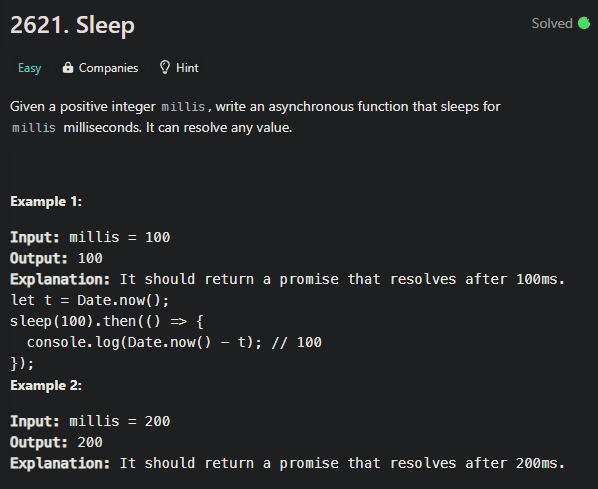 2621. Sleep
Solved
Easy Companies Hint
Given a positive integer millis, write an asynchronous function that sleeps for
millis milliseconds. It can resolve any value.
Example 1:
Input: millis = 100
Output: 100
Explanation: It should return a promise that resolves after 100ms.
let t = Date.now();
sleep(100).then(() => {
  console.log(Date.now() - t); // 100
});
Example 2:
Input: millis = 200
Output: 200
Explanation: It should return a promise that resolves after 200ms.